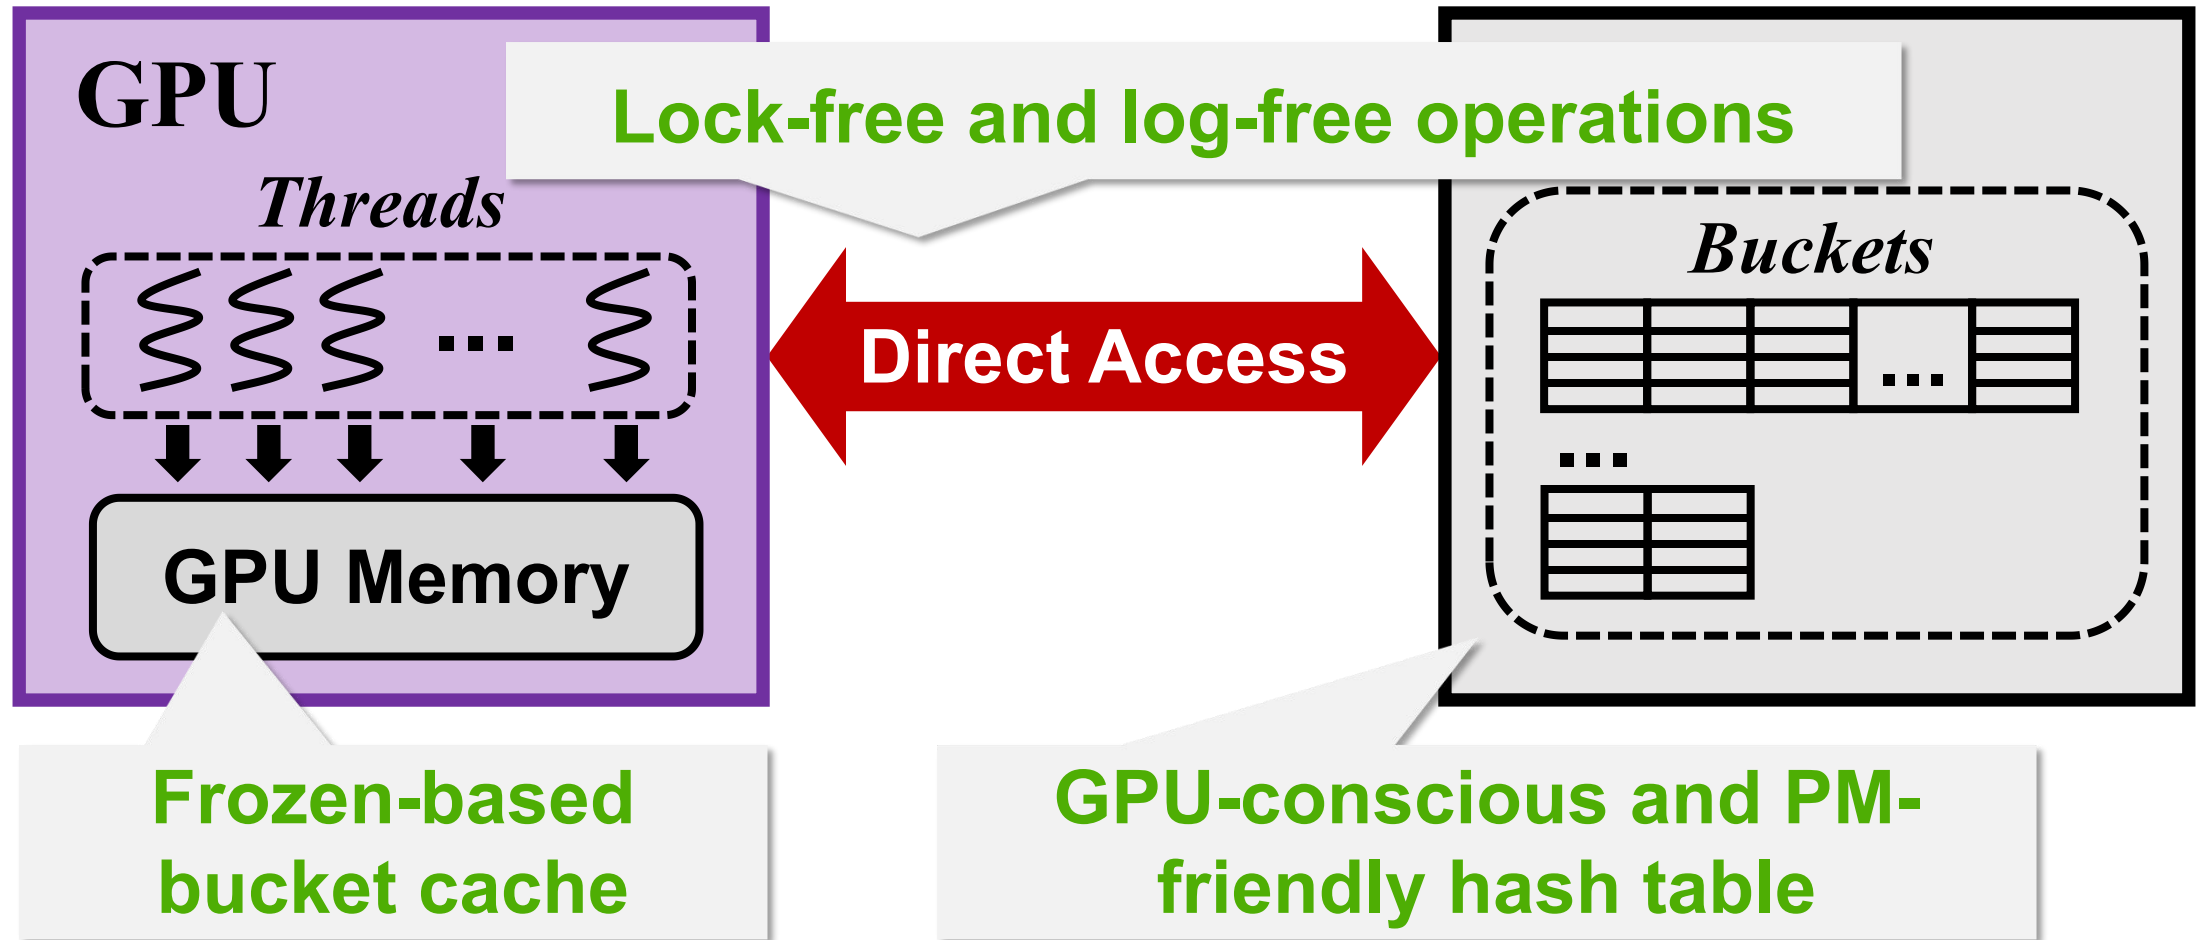 GPU
Lock-free and log-free operations
Threads
...
Direct Access
Buckets
...
...
GPU Memory
Frozen-based
bucket cache
GPU-conscious and PM-
friendly hash table